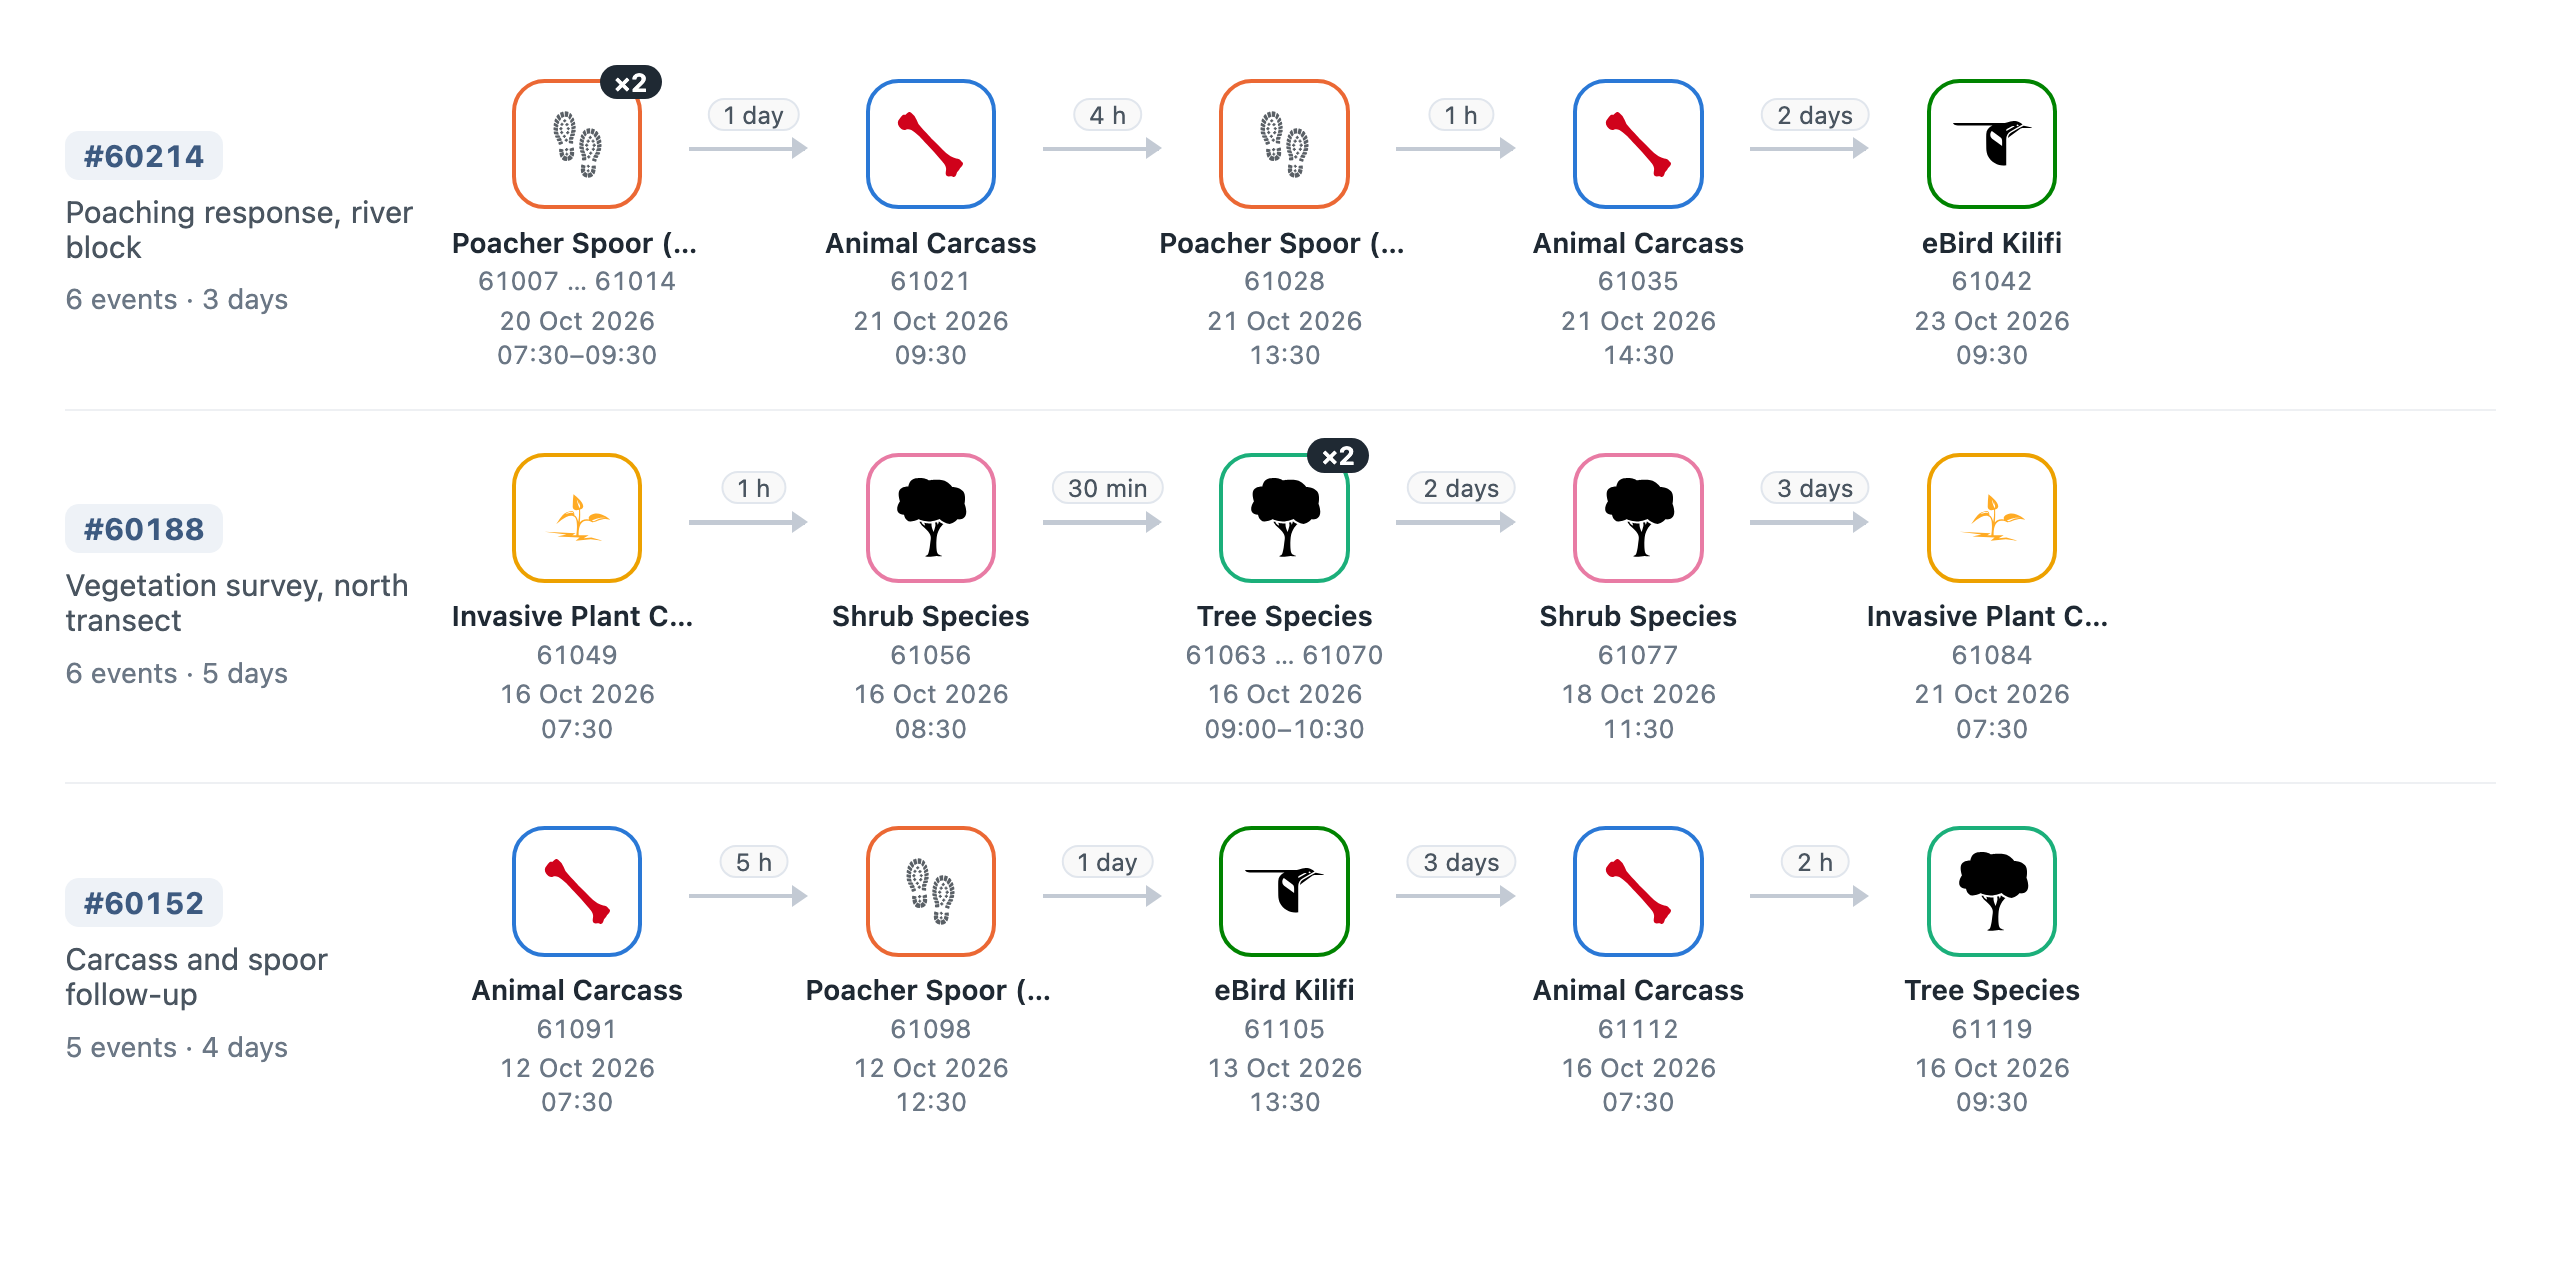 #60214
Poaching response, river
block
6 events · 3 days
×2
Poacher Spoor (...
61007 ... 61014
20 Oct 2026
07:30–09:30
1 day
Animal Carcass
61021
21 Oct 2026
09:30
4 h
Poacher Spoor (...
61028
21 Oct 2026
13:30
1 h
Animal Carcass
61035
21 Oct 2026
14:30
2 days
eBird Kilifi
61042
23 Oct 2026
09:30
#60188
Vegetation survey, north
transect
6 events · 5 days
Invasive Plant C...
61049
16 Oct 2026
07:30
1 h
Shrub Species
61056
16 Oct 2026
08:30
30 min
×2
Tree Species
61063 ... 61070
16 Oct 2026
09:00–10:30
2 days
Shrub Species
61077
18 Oct 2026
11:30
3 days
Invasive Plant C...
61084
21 Oct 2026
07:30
#60152
Carcass and spoor
follow-up
5 events · 4 days
Animal Carcass
61091
12 Oct 2026
07:30
5 h
Poacher Spoor (...
61098
12 Oct 2026
12:30
1 day
eBird Kilifi
61105
13 Oct 2026
13:30
3 days
Animal Carcass
61112
16 Oct 2026
07:30
2 h
Tree Species
61119
16 Oct 2026
09:30